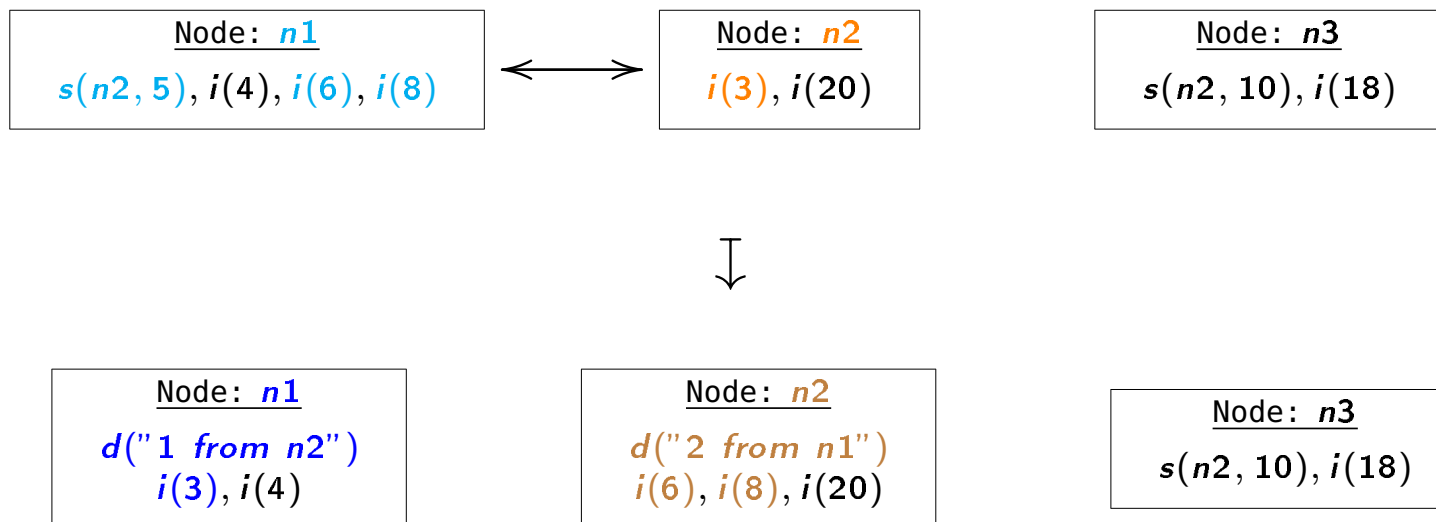 Node: n1
s(n2, 5), i(4), i(6), i(8)
Node: n2
i(3), i(20)
Node: n3
s(n2, 10), i(18)
Node: n1
d(”1 from n2”)
i(3), i(4)
Node: n2
d(”2 from n1”)
i(6), i(8), i(20)
Node: n3
s(n2, 10), i(18)